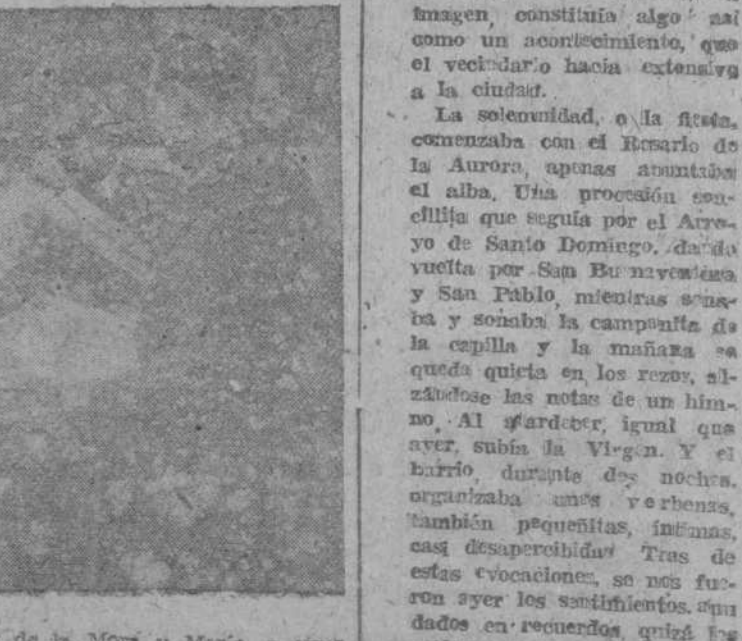 imagen, constituía algo así
como un acontecimiento, que
el vecindario hacía extensiva
a la ciudad.
La solemnidad, o la fiesta,
comenzaba con el Rosario de
la Aurora, apenas apuntaba
el alba. Una procesión sen-
cillita que seguía por el Arro-
yo de Santo Domingo, dando
vuelta por San Buenaventura
y San Pablo, mientras sona-
ba y sonaba la campanita de
la capilla y la mañana se
queda quieta en los rezos, al-
zándose las notas de un him-
no. Al atardecer, igual que
ayer, subía la Virgen. Y el
barrio, durante dos noches,
organizaba unas verbenas,
también pequeñitas, íntimas,
casi desapercibidas Tras de
estas evocaciones, se nos fue-
ron ayer los sentimientos, anu
dados en recuerdos quizá los
de la